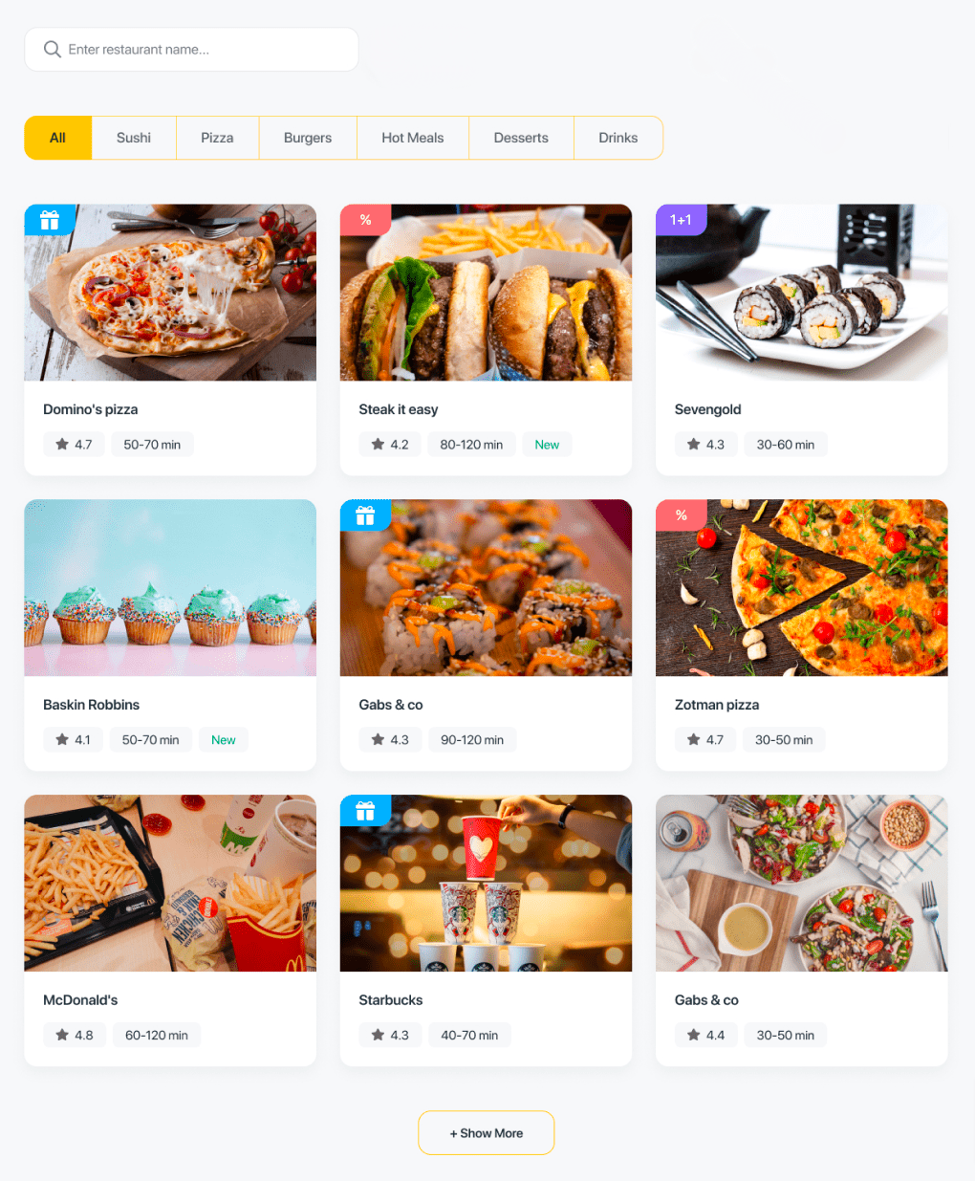 Enter restaurant name...
All Sushi Pizza Burgers Hot Meals Desserts Drinks
% 1+1
Domino's pizza Steak it easy Sevengold
4.7 50-70 min 4.2 80-120 min New 4.3 30-60 min
%
Baskin Robbins Gabs & co Zotman pizza
4.1 50-70 min New 4.3 90-120 min 4.7 30-50 min
McDonald's Starbucks Gabs & co
4.8 60-120 min 4.3 40-70 min 4.4 30-50 min
+ Show More